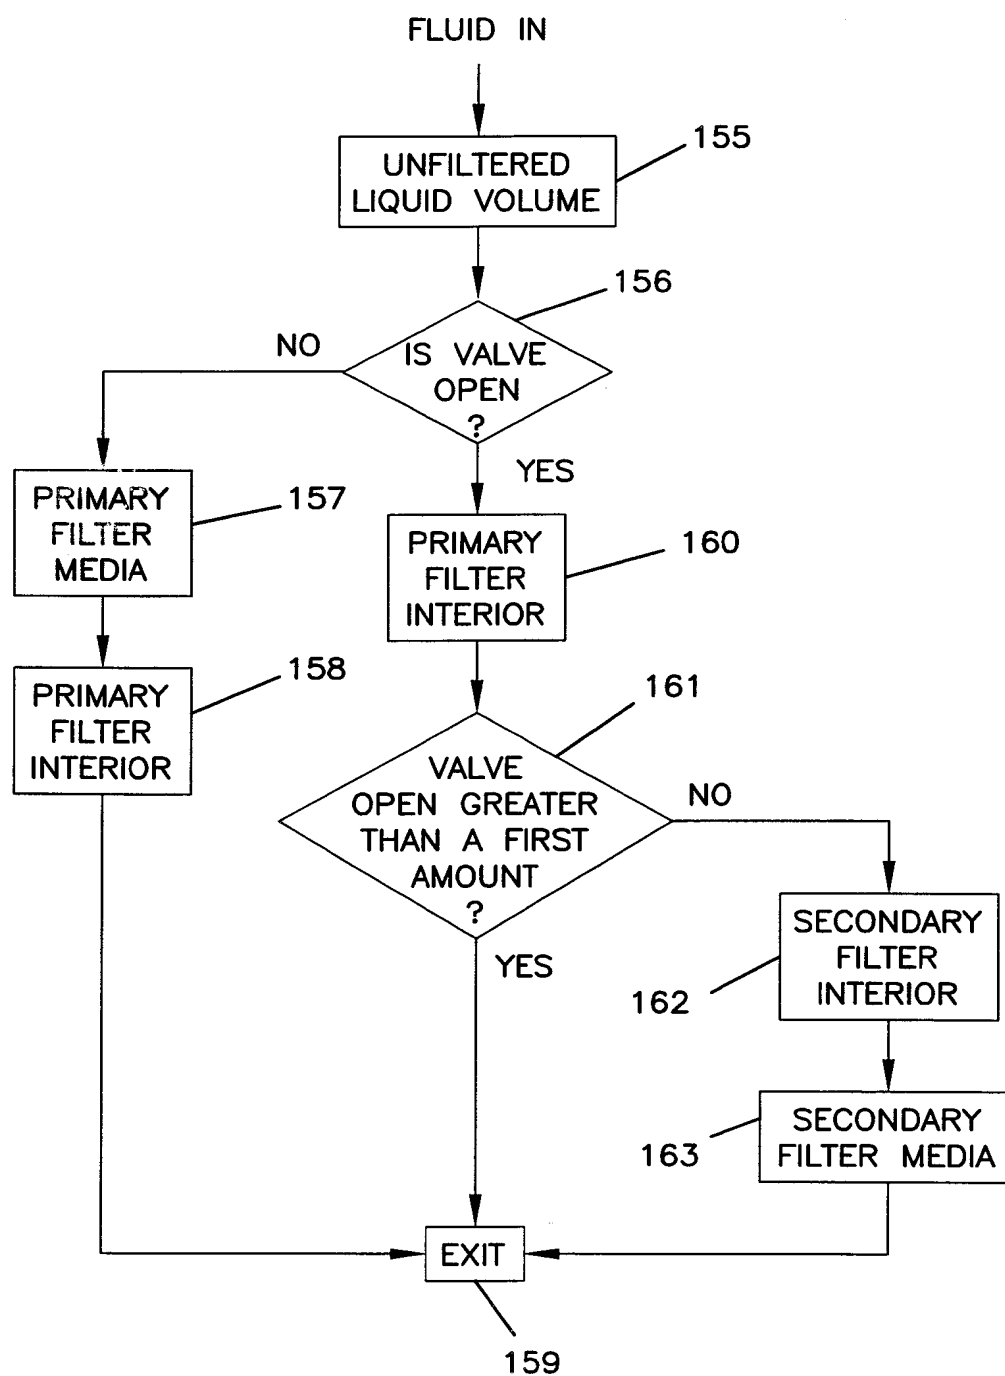 FLUID IN
UNFILTERED
LIQUID VOLUME
155
IS VALVE
OPEN
?
156
NO
YES
PRIMARY
FILTER
MEDIA
157
PRIMARY
FILTER
INTERIOR
158
PRIMARY
FILTER
INTERIOR
160
VALVE
OPEN GREATER
THAN A FIRST
AMOUNT
?
161
NO
YES
SECONDARY
FILTER
INTERIOR
162
SECONDARY
FILTER MEDIA
163
EXIT
159